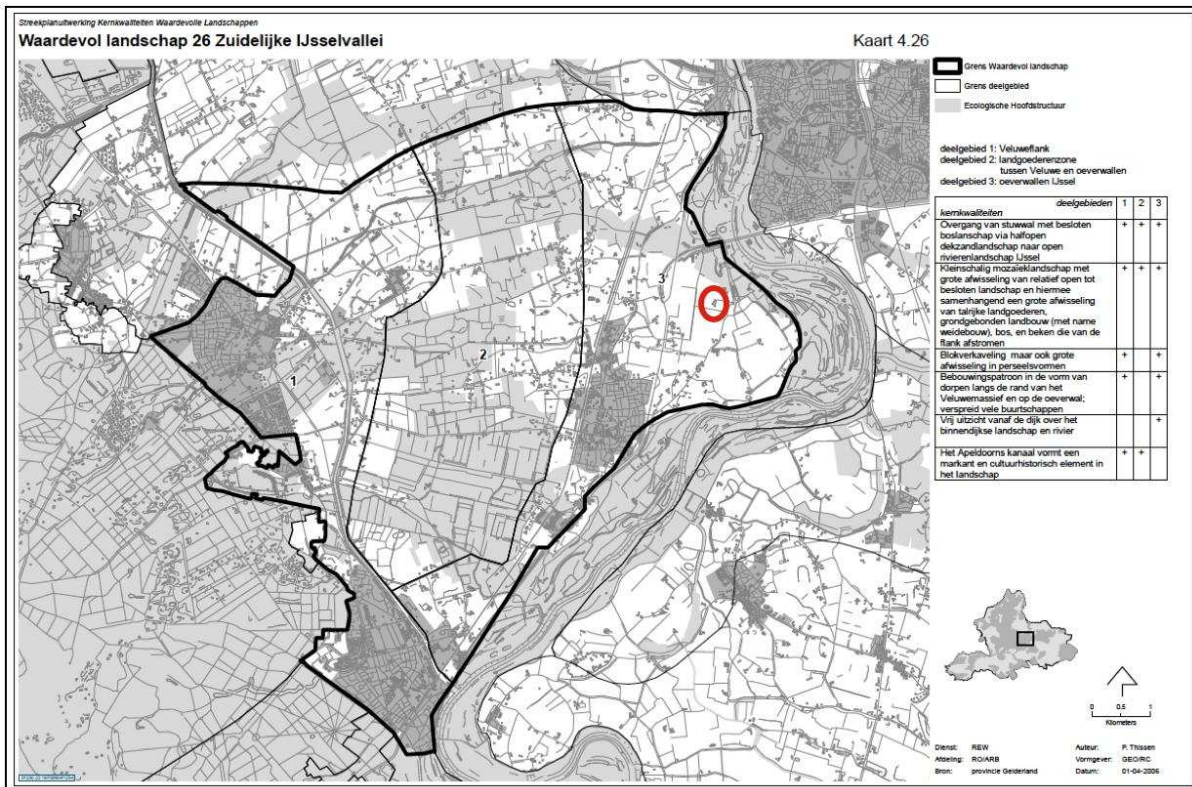 Streekplanuitwerking Kernkwaliteiten Waardevolle Landschappen
Waardevol landschap 26 Zuidelijke IJsselvallei
Kaart 4.26
Grens Waardevol landschap
Grens deelgebied
Ecologische Hoofdstructuur
deelgebied 1: Veluweflank
deelgebied 2: landgoederenzone
tussen Veluwe en oeverwallen
deelgebied 3: oeverwallen IJssel
deelgebieden 1 2 3
kernkwaliteiten
Overgang van stuwwal met besloten + + +
boslanschap via halfopen
dekzandlandschap naar open
rivierenlandschap IJssel
Kleinschalig mozaïeklandschap met + + +
grote afwisseling van relatief open tot
besloten landschap en hiermee
samenhangend een grote afwisseling
van talrijke landgoederen,
grondgebonden landbouw (met name
weidebouw), bos, en beken die van de
flank afstromen
Blokverkaveling maar ook grote + +
afwisseling in perseelsvormen
Bebouwingspatroon in de vorm van + +
dorpen langs de rand van het
Veluwemassief en op de oeverwal;
verspreid vele buurtschappen
Vrij uitzicht vanaf de dijk over het +
binnendijkse landschap en rivier
Het Apeldoorns kanaal vormt een + +
markant en cultuurhistorisch element in
het landschap
1
2
3
0 0.5 1
Kilometers
Dienst: REW Auteur: P. Thissen
Afdeling: RO/ARB Vormgever: GEO/RC
Bron: provincie Gelderland Datum: 01-04-2006